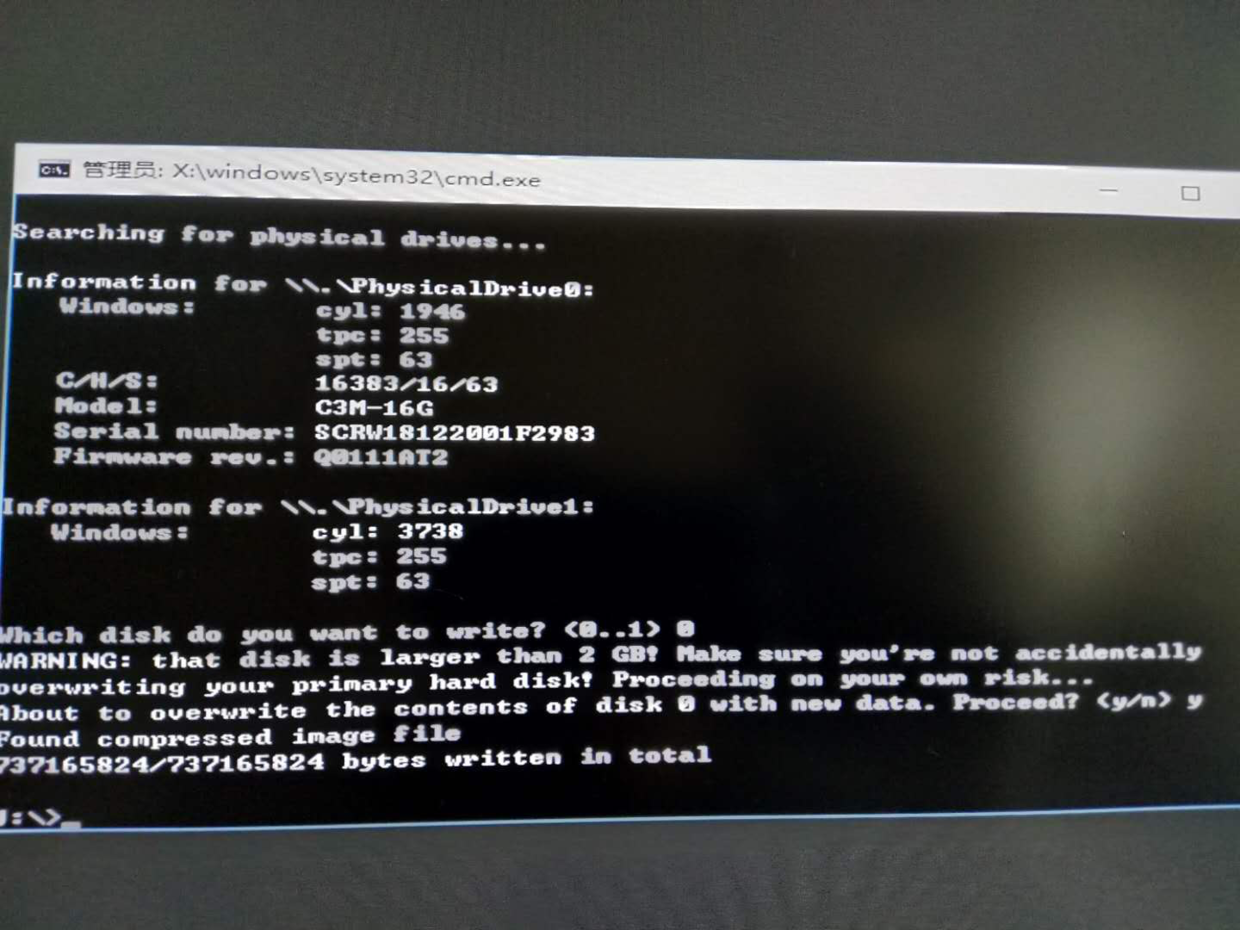 管理员: X:\windows\system32\cmd.exe
Searching for physical drives...
Information for \\.\PhysicalDrive0:
Windows: cyl: 1946
tpc: 255
spt: 63
C/H/S: 16383/16/63
Model: C3M-16G
Serial number: SCRW18122001F2983
Firmware rev.: Q0111AT2
Information for \\.\PhysicalDrive1:
Windows: cyl: 3738
tpc: 255
spt: 63
Which disk do you want to write? (0..1) 0
WARNING: that disk is larger than 2 GB! Make sure you're not accidentally
overwriting your primary hard disk! Proceeding on your own risk...
About to overwrite the contents of disk 0 with new data. Proceed? (y/n) y
Found compressed image file
737165824/737165824 bytes written in total
:\>_